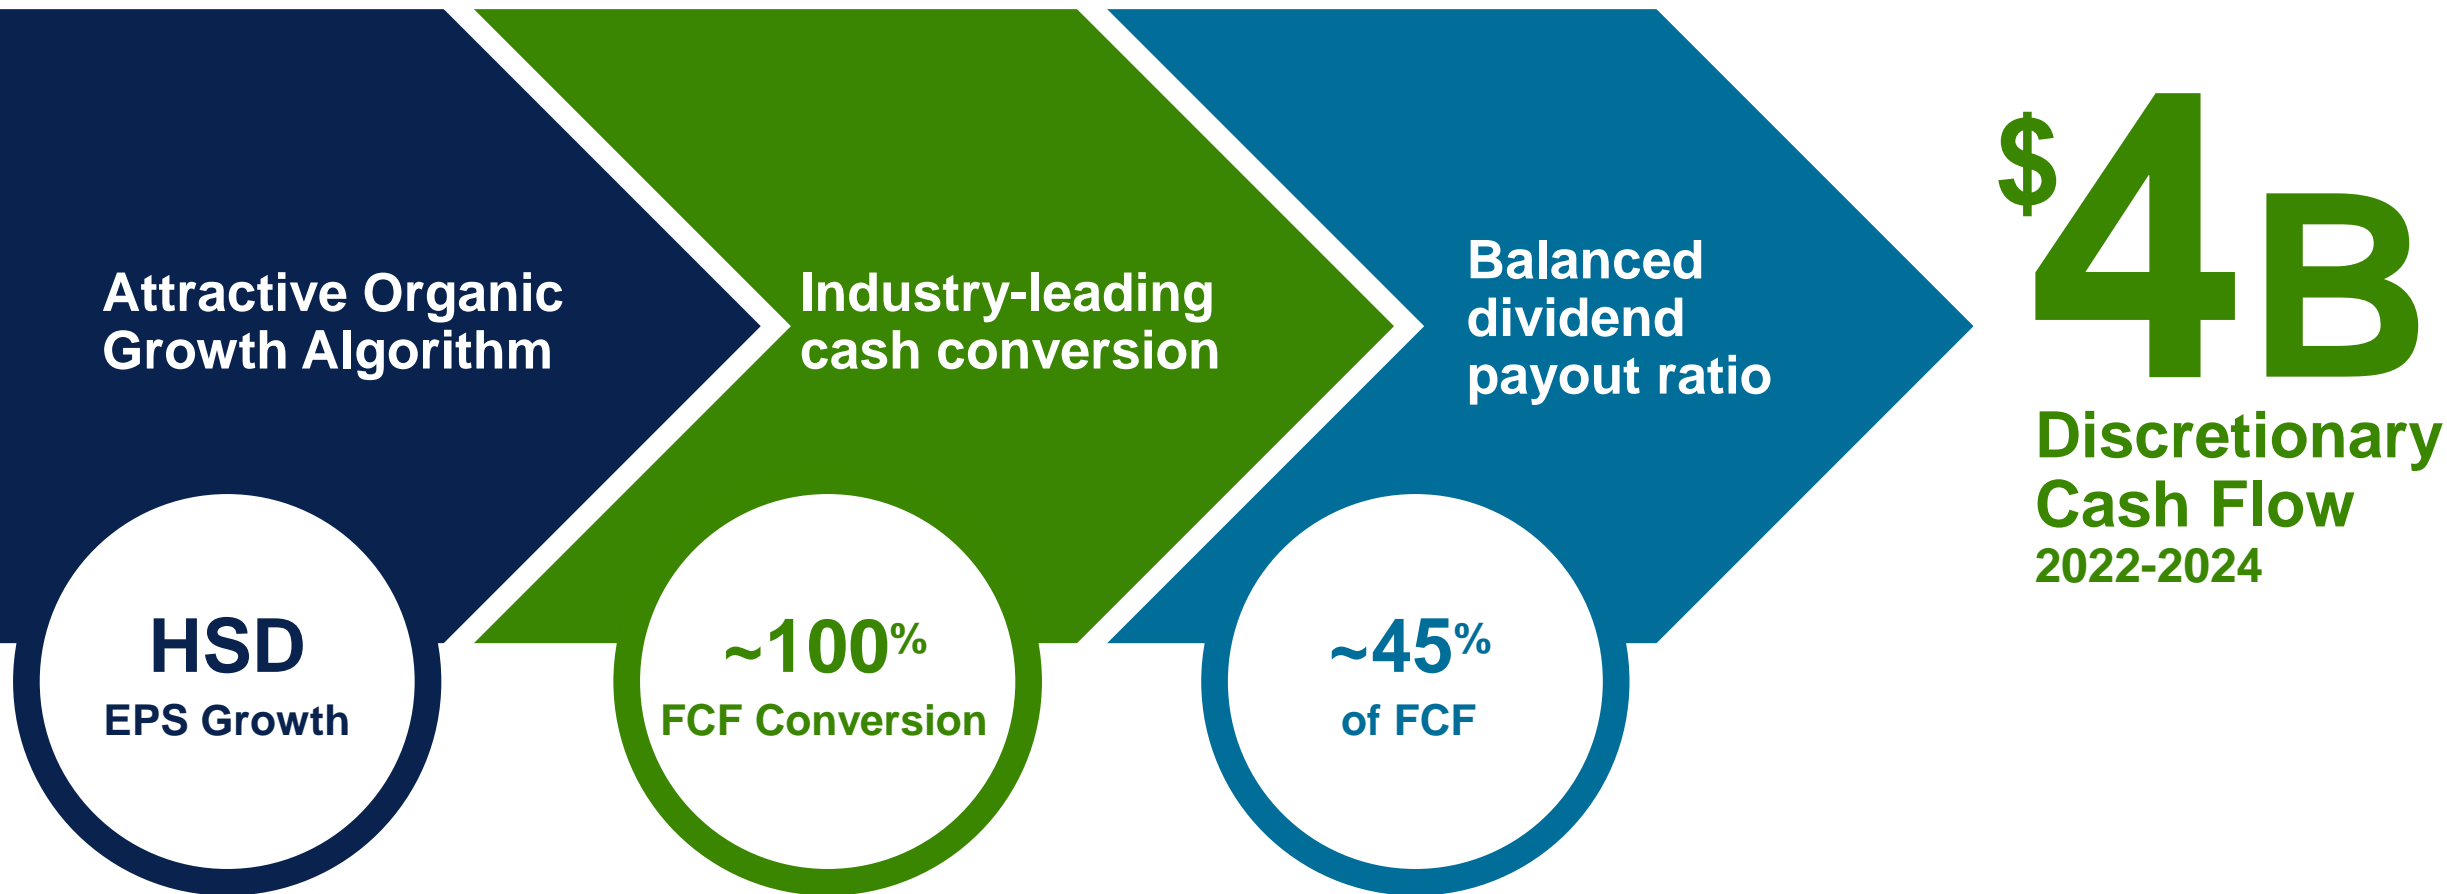 Attractive Organic
Growth Algorithm
HSD
EPS Growth
Industry-leading
cash conversion
~100%
FCF Conversion
Balanced
dividend
payout ratio
~45%
of FCF
$4B
Discretionary
Cash Flow
2022-2024